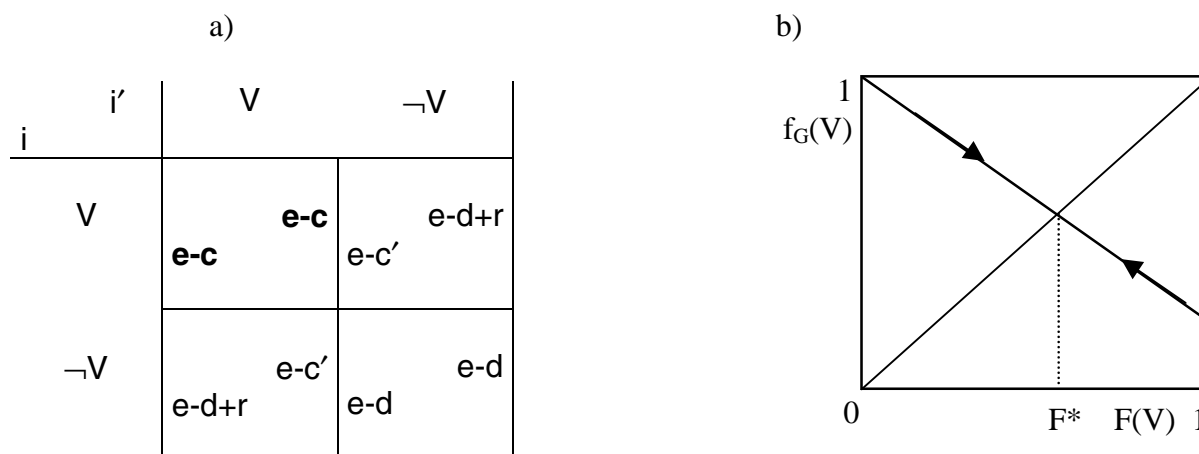 a)
b)
i′ V ¬V
i
V e-c e-d+r
e-c e-c′
¬V e-c′ e-d
e-d+r e-d
1
f_G(V)
0 F* F(V) 1